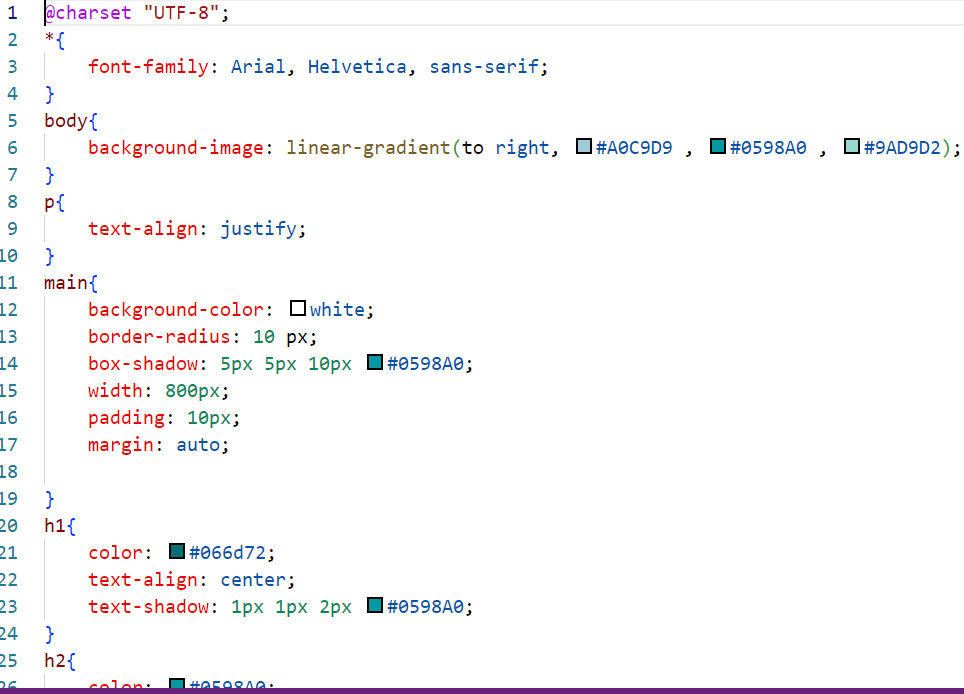 1 @charset "UTF-8";
2 *{
3 font-family: Arial, Helvetica, sans-serif;
4 }
5 body{
6 background-image: linear-gradient(to right, #A0C9D9 , #0598A0 , #9AD9D2);
7 }
8 p{
9 text-align: justify;
10 }
11 main{
12 background-color: white;
13 border-radius: 10 px;
14 box-shadow: 5px 5px 10px #0598A0;
15 width: 800px;
16 padding: 10px;
17 margin: auto;
18
19 }
20 h1{
21 color: #066d72;
22 text-align: center;
23 text-shadow: 1px 1px 2px #0598A0;
24 }
25 h2{
26 color: #0598A0;